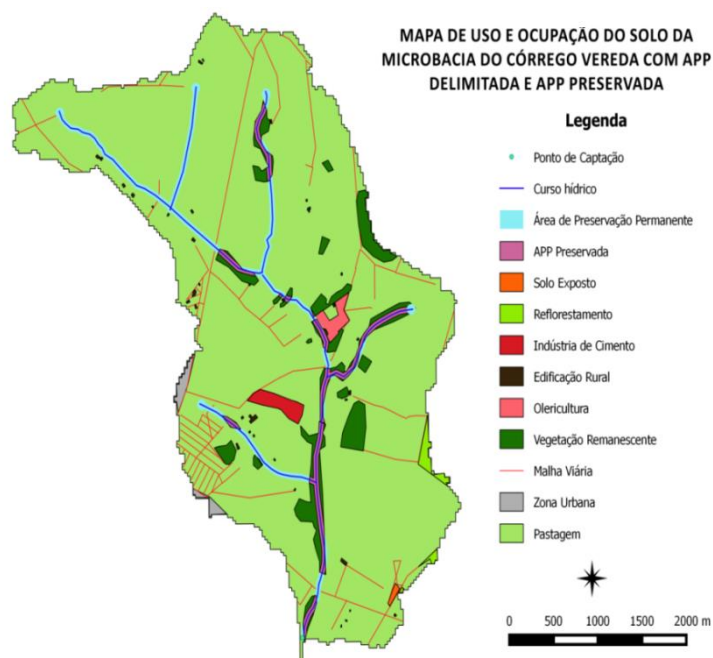 MAPA DE USO E OCUPAÇÃO DO SOLO DA
MICROBACIA DO CÓRREGO VEREDA COM APP
DELIMITADA E APP PRESERVADA
Legenda
Ponto de Captação
Curso hídrico
Área de Preservação Permanente
APP Preservada
Solo Exposto
Reflorestamento
Indústria de Cimento
Edificação Rural
Olericultura
Vegetação Remanescente
Malha Viária
Zona Urbana
Pastagem
0 500 1000 1500 2000 m